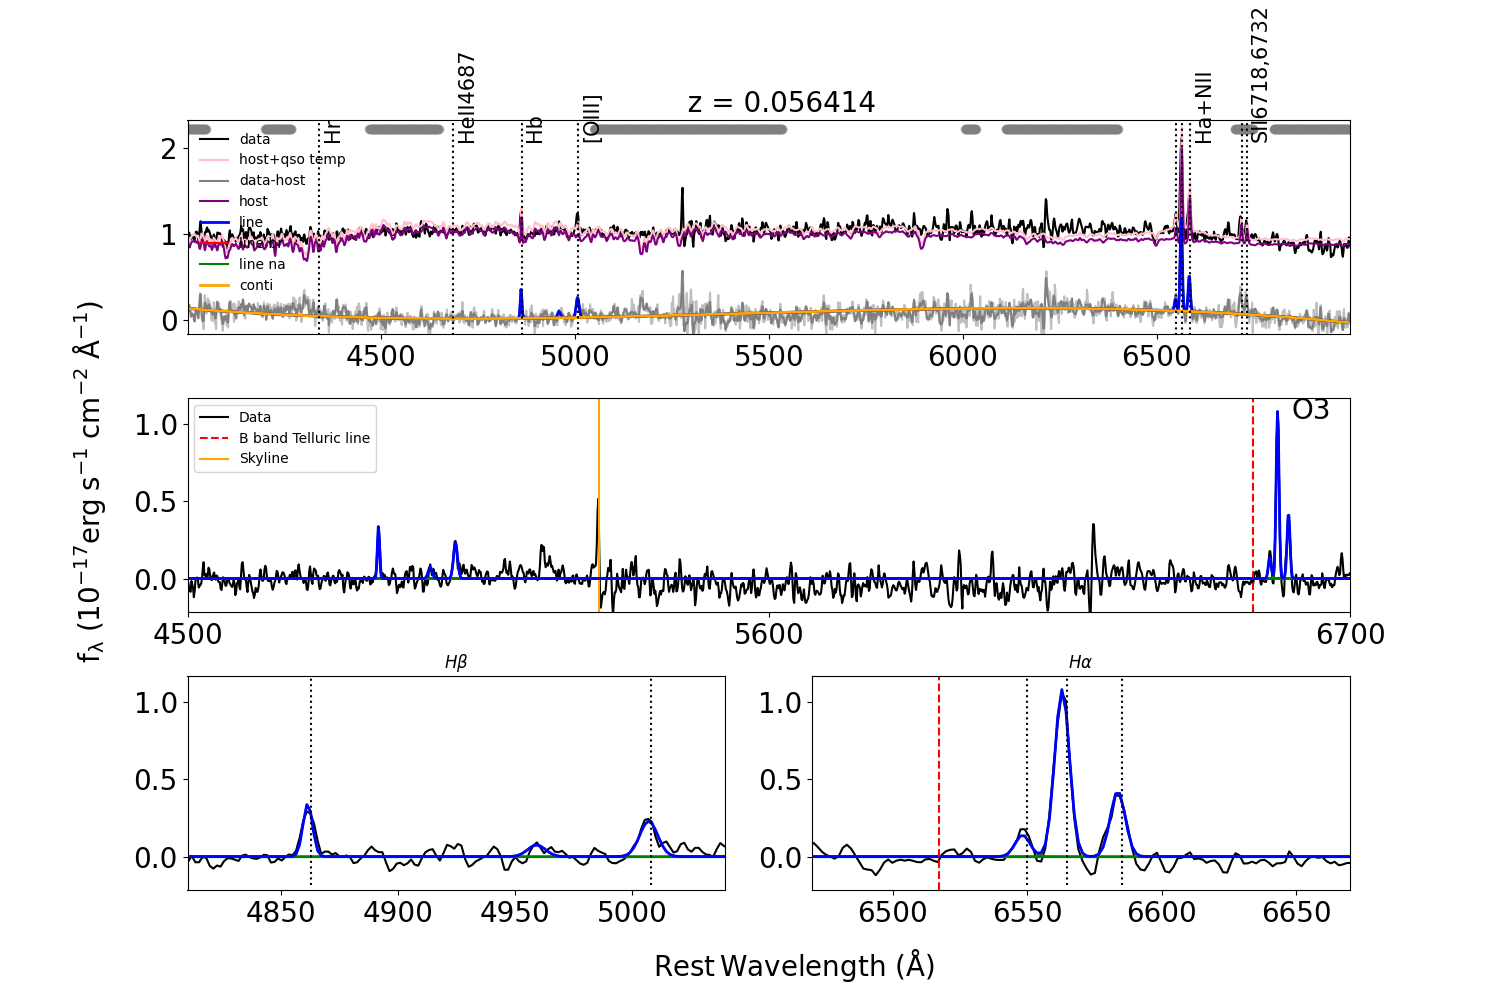 z = 0.056414
Hr
HeII4687
Hb
[OIII]
Ha+NII
SII6718,6732
data
host+qso temp
data-host
host
line
line na
conti
2
1
0
4500
5000
5500
6000
6500
Data
B band Telluric line
Skyline
O3
1.0
0.5
0.0
4500
5600
6700
fλ (10−17erg s−1 cm−2 Å−1)
Hβ
1.0
0.5
0.0
4850
4900
4950
5000
Hα
1.0
0.5
0.0
6500
6550
6600
6650
Rest Wavelength (Å)